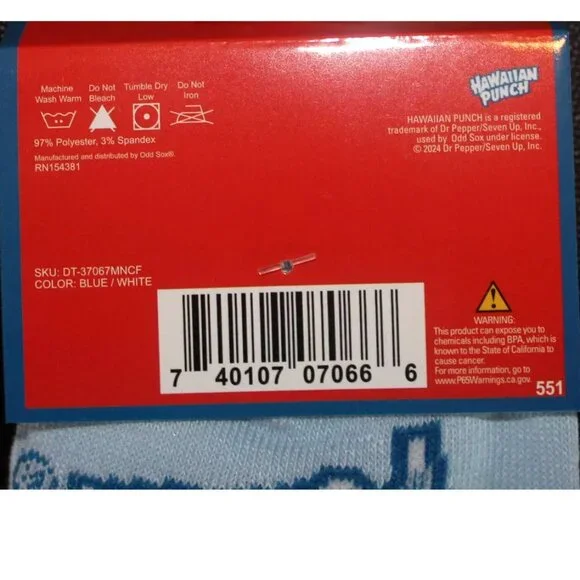 Machine Wash Warm
Do Not Bleach
Tumble Dry Low
Do Not Iron
97% Polyester, 3% Spandex
Manufactured and distributed by Odd Sox®.
RN154381
HAWAIIAN
PUNCH
HAWAIIAN PUNCH is a registered
trademark of Dr Pepper/Seven Up, Inc.,
used by Odd Sox under license.
© 2024 Dr Pepper/Seven Up, Inc.
SKU: DT-37067MNCF
COLOR: BLUE / WHITE
7 40107 07066 6
WARNING:
This product can expose you to
chemicals including BPA, which is
known to the State of California to
cause cancer.
For more information, go to
www.P65Warnings.ca.gov.
551